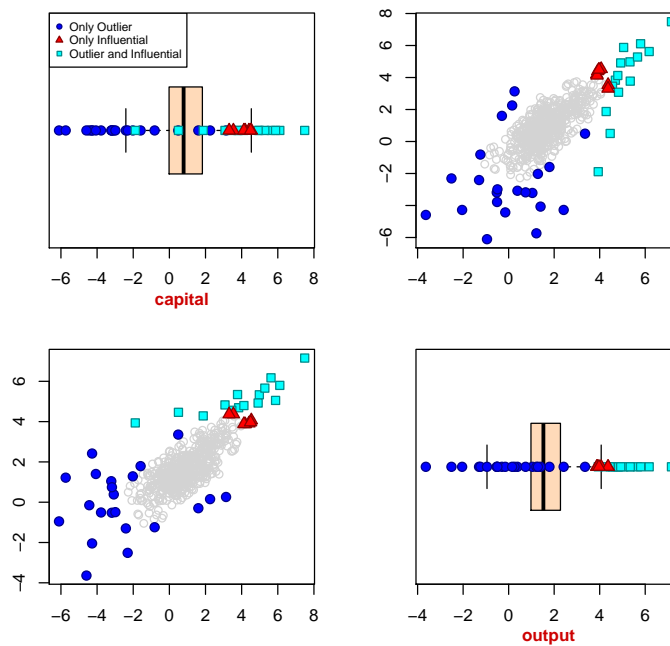 Only Outlier
Only Influential
Outlier and Influential
−6 −4 −2 0 2 4 6 8
capital
8
6
4
2
0
−2
−6
−4 −2 0 2 4 6
6
4
2
0
−2
−4
−6 −4 −2 0 2 4 6 8
−4 −2 0 2 4 6
output